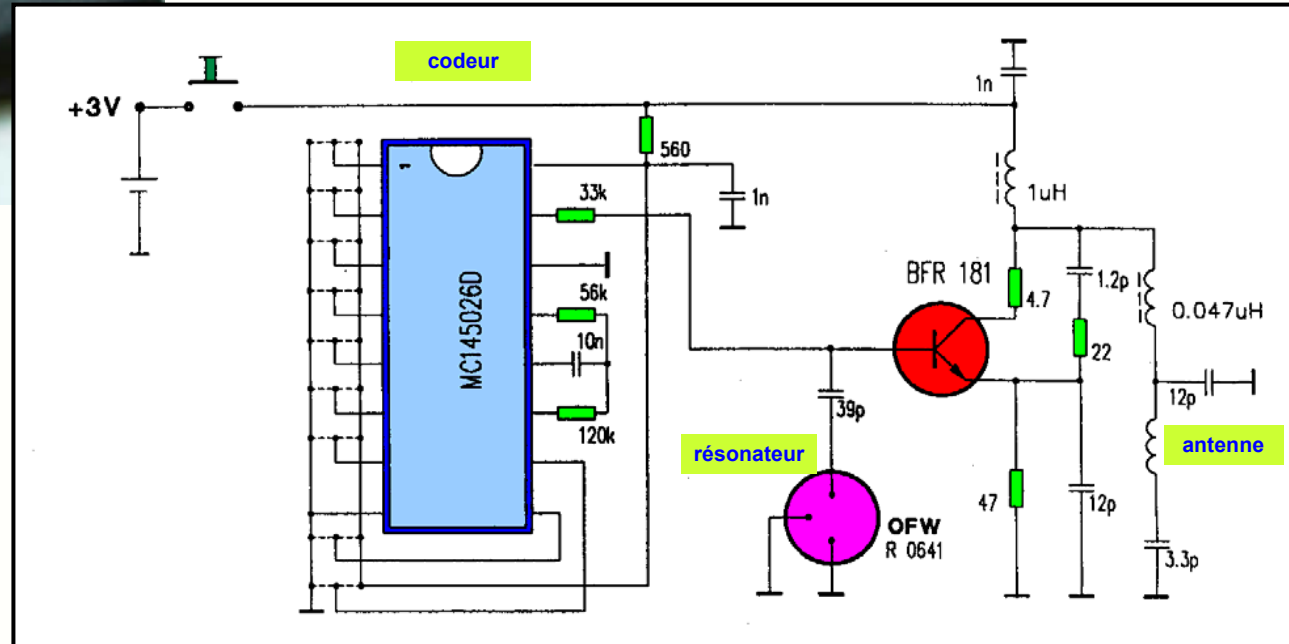 codeur
1n
+3V
560
1
33k
1n
1uH
BFR 181
1.2p
4.7
56k
0.047uH
MC145026D
10n
22
12p
39p
120k
résonateur
antenne
47
12p
OFW
R 0641
3.3p